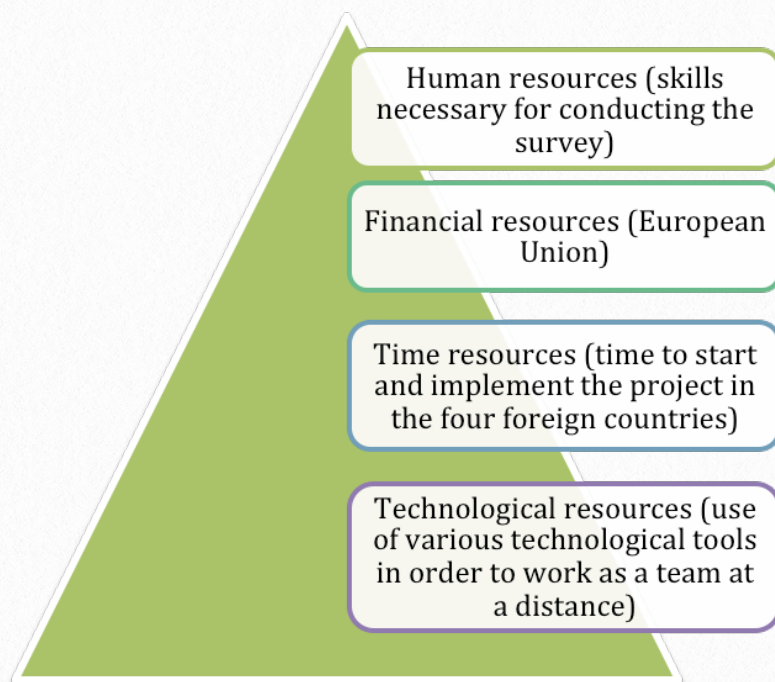 Human resources (skills
necessary for conducting the
survey)
Financial resources (European
Union)
Time resources (time to start
and implement the project in
the four foreign countries)
Technological resources (use
of various technological tools
in order to work as a team at
a distance)